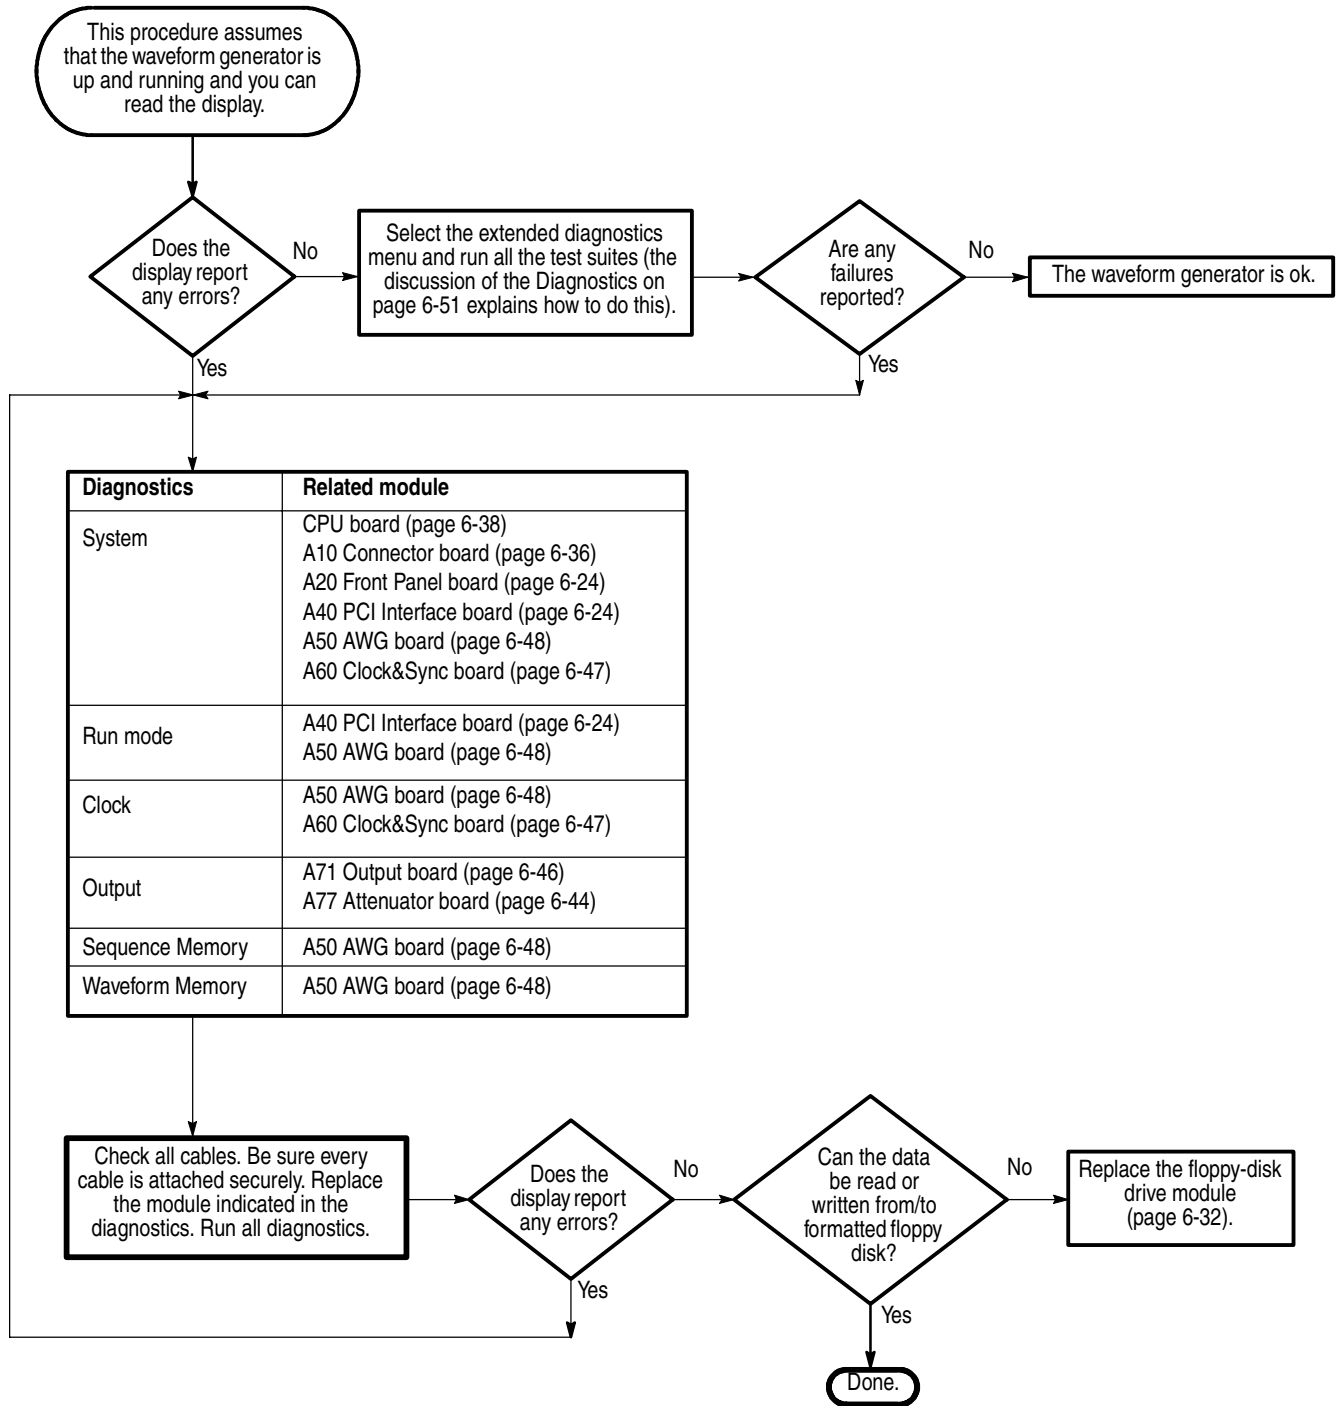 This procedure assumes
that the waveform generator is
up and running and you can
read the display.
Does the
display report
any errors?
No
Select the extended diagnostics
menu and run all the test suites (the
discussion of the Diagnostics on
page 6-51 explains how to do this).
Are any
failures
reported?
No
The waveform generator is ok.
Yes
Yes
Diagnostics Related module
System
CPU board (page 6-38)
A10 Connector board (page 6-36)
A20 Front Panel board (page 6-24)
A40 PCI Interface board (page 6-24)
A50 AWG board (page 6-48)
A60 Clock&Sync board (page 6-47)
Run mode
A40 PCI Interface board (page 6-24)
A50 AWG board (page 6-48)
Clock
A50 AWG board (page 6-48)
A60 Clock&Sync board (page 6-47)
Output
A71 Output board (page 6-46)
A77 Attenuator board (page 6-44)
Sequence Memory A50 AWG board (page 6-48)
Waveform Memory A50 AWG board (page 6-48)
Check all cables. Be sure every
cable is attached securely. Replace
the module indicated in the
diagnostics. Run all diagnostics.
Does the
display report
any errors?
No
Can the data
be read or
written from/to
formatted floppy
disk?
No
Replace the floppy-disk
drive module
(page 6-32).
Yes
Yes
Done.